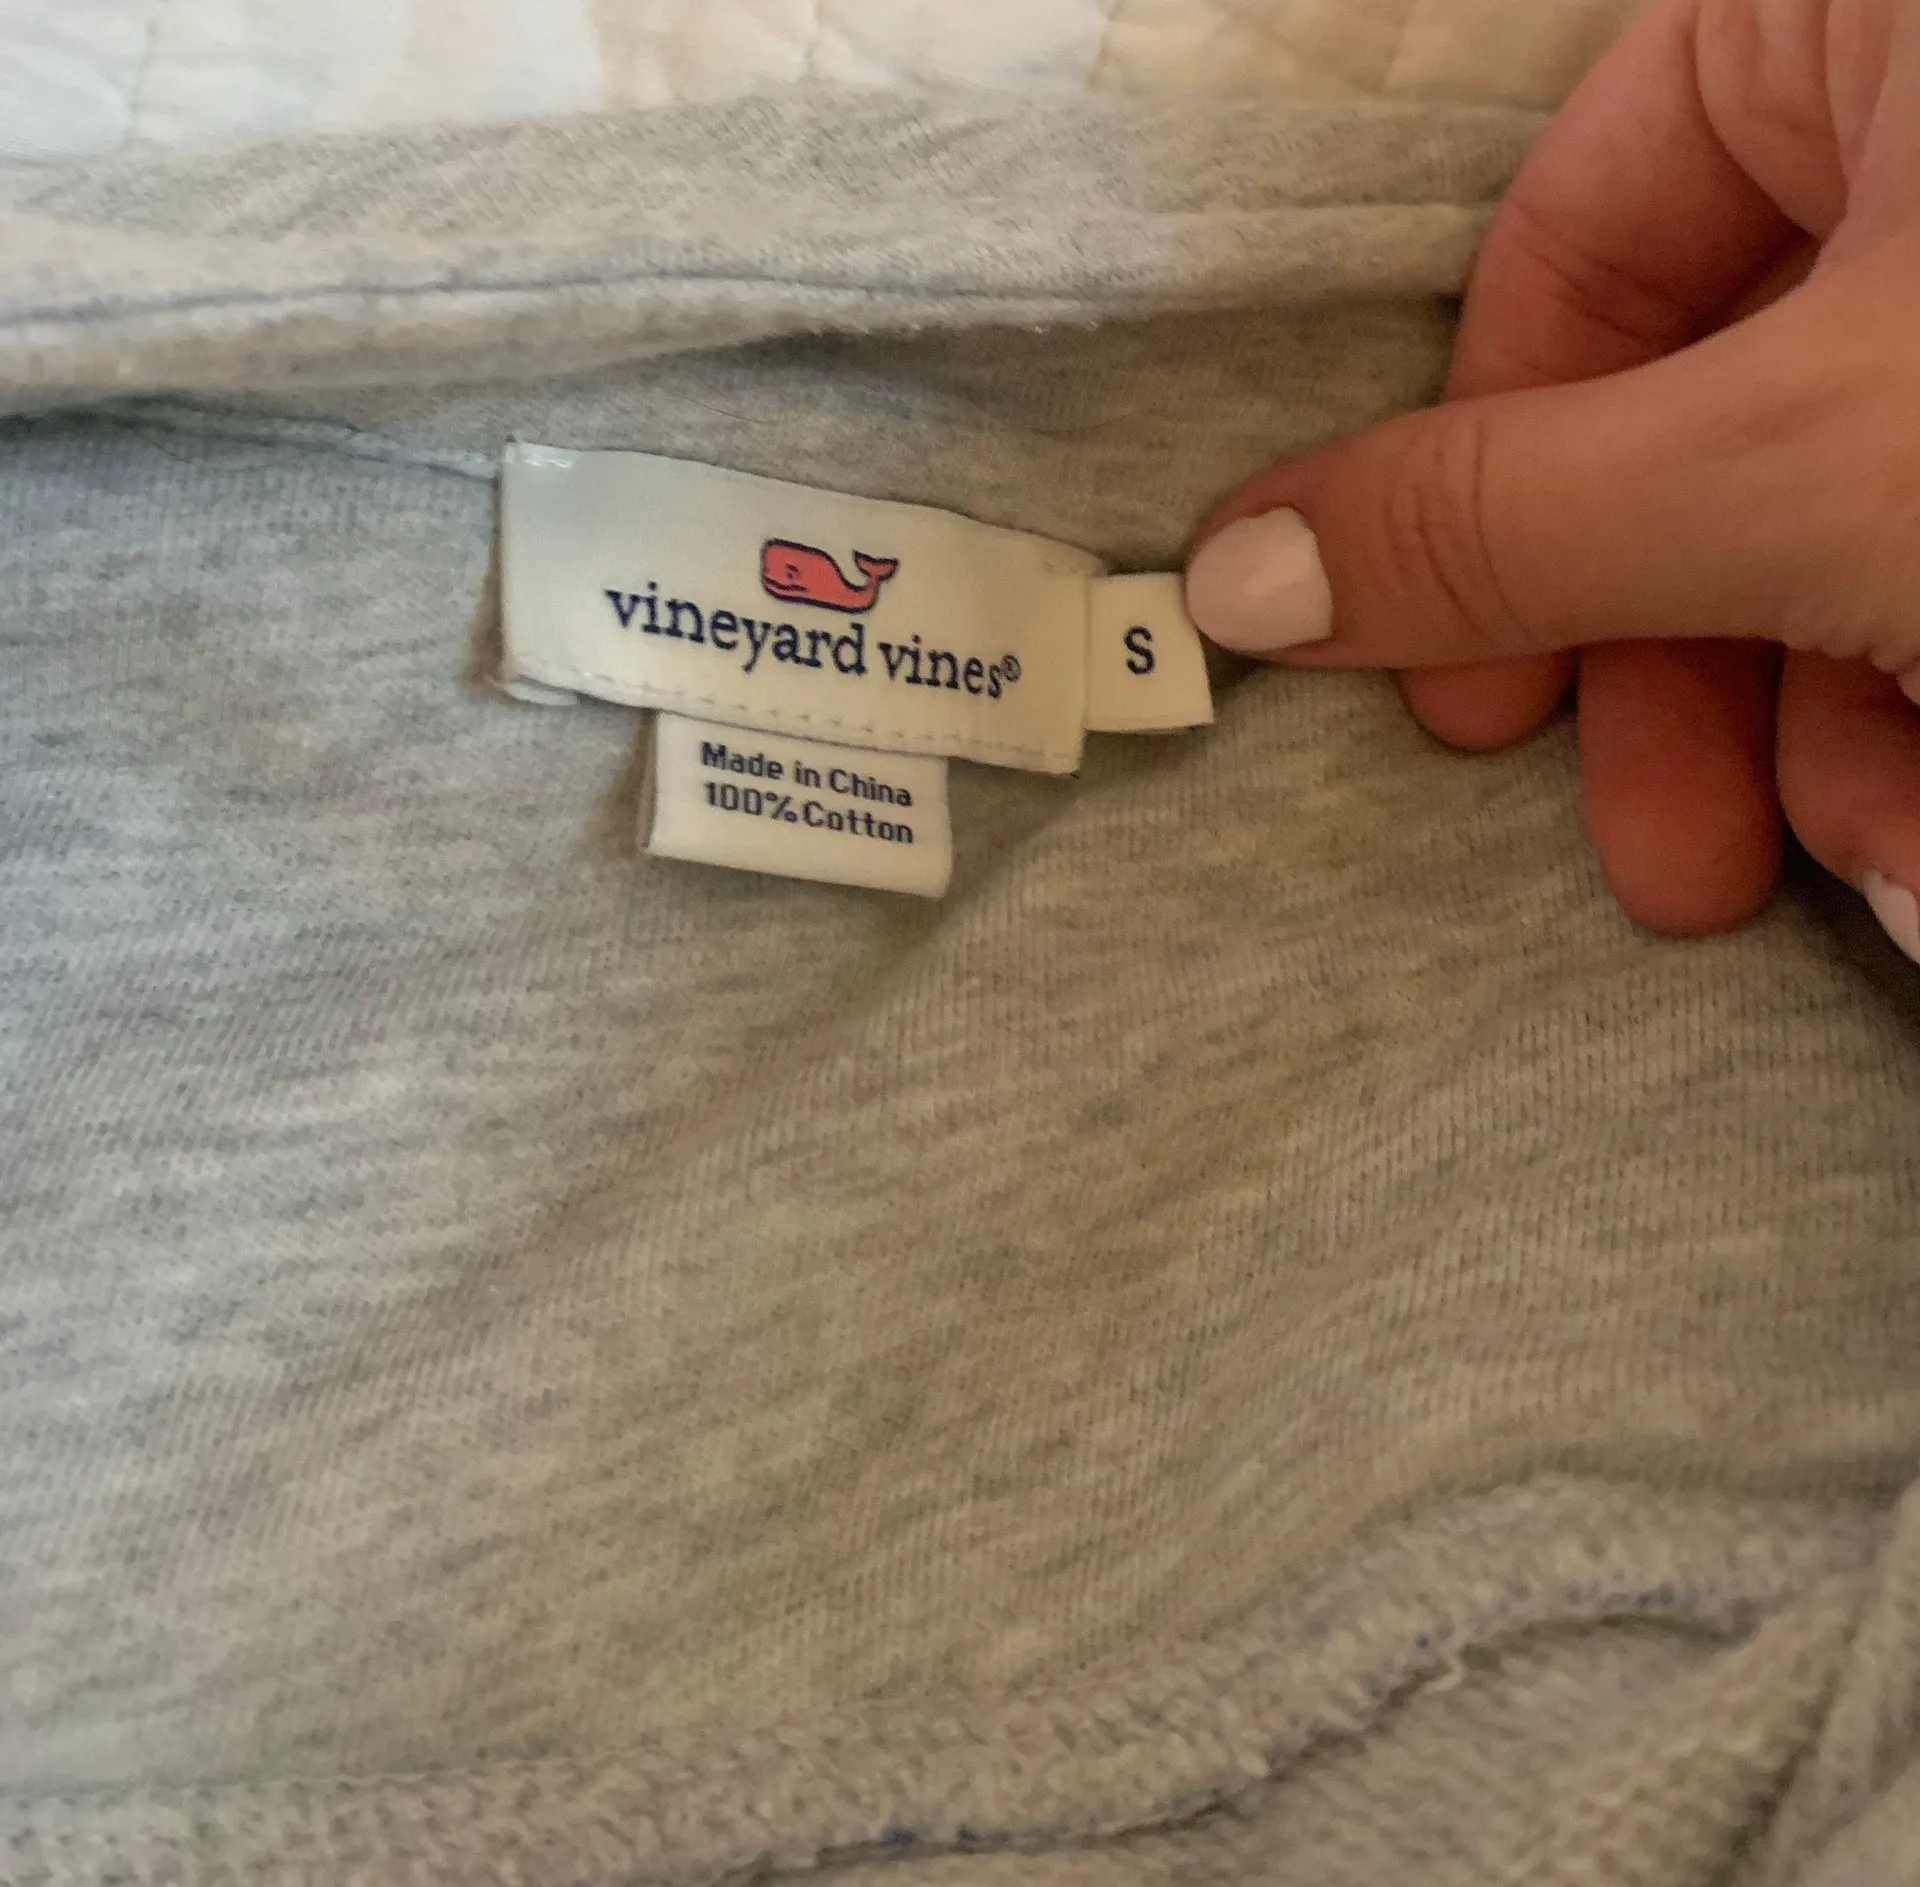 vineyard vines®
S
Made in China
100% Cotton